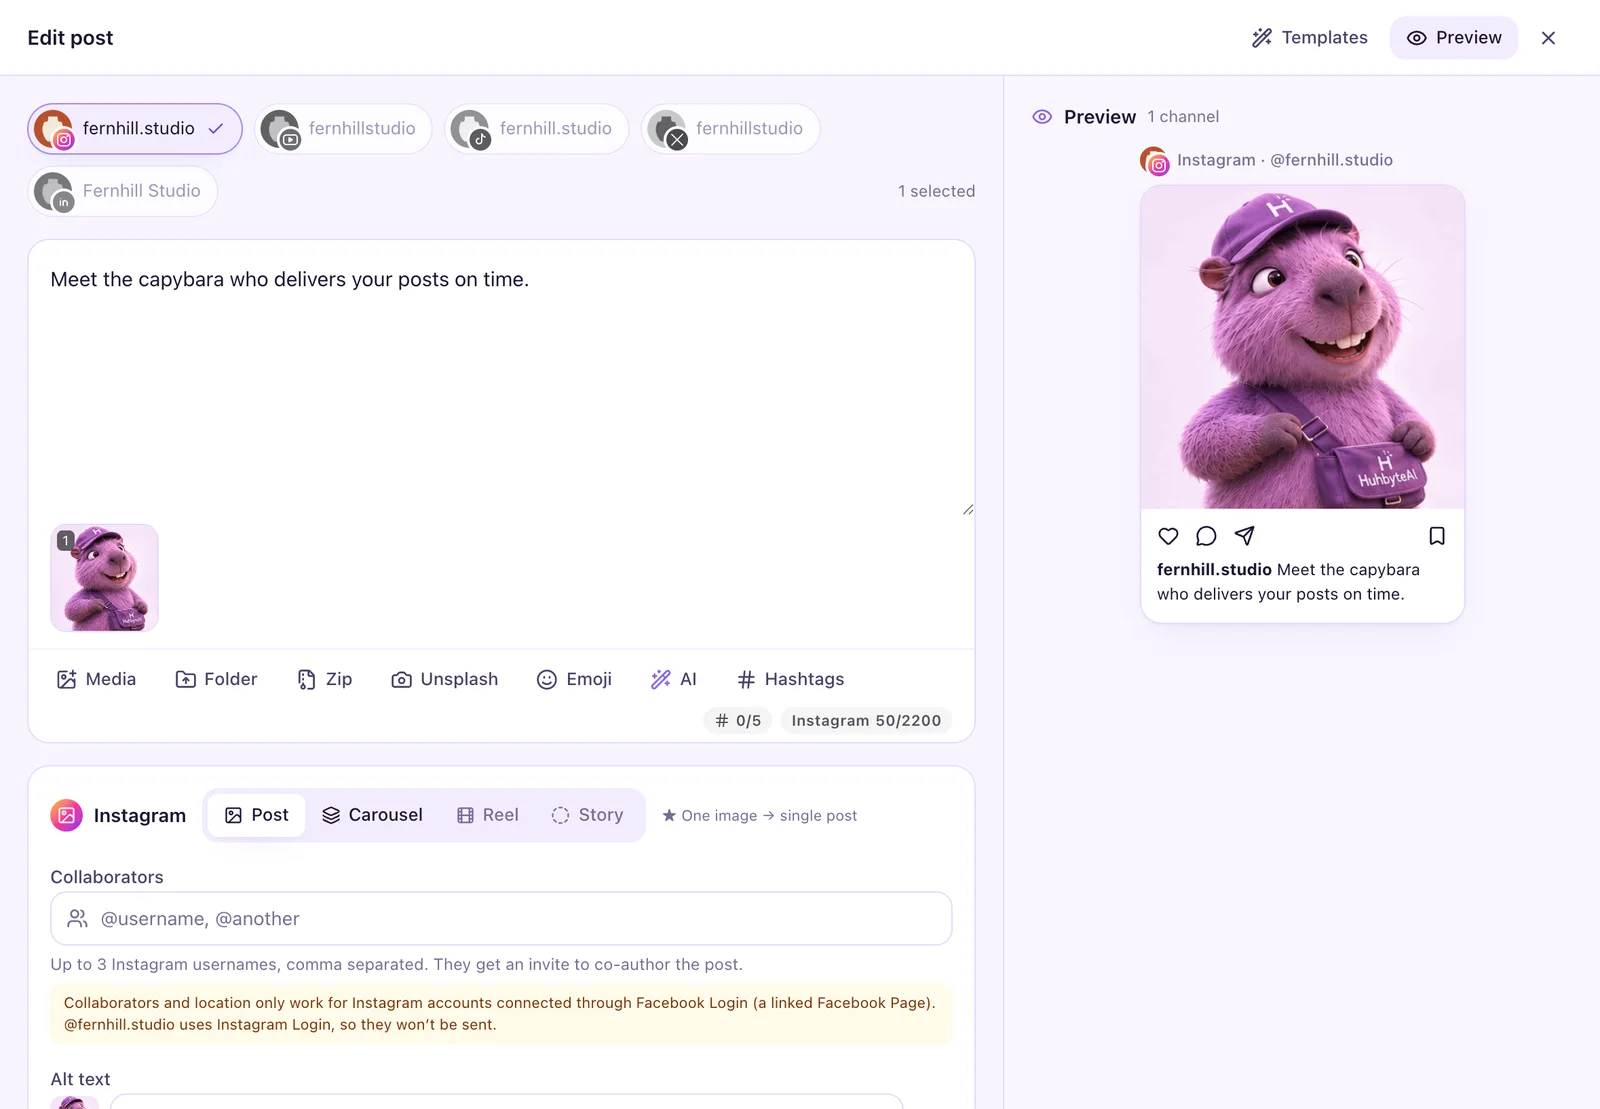 Edit post
Templates
Preview
fernhill.studio
fernhillstudio
fernhill.studio
fernhillstudio
Fernhill Studio
1 selected
Meet the capybara who delivers your posts on time.
1
Media
Folder
Zip
Unsplash
Emoji
AI
# Hashtags
# 0/5
Instagram 50/2200
Instagram
Post
Carousel
Reel
Story
★ One image → single post
Collaborators
@username, @another
Up to 3 Instagram usernames, comma separated. They get an invite to co-author the post.
Collaborators and location only work for Instagram accounts connected through Facebook Login (a linked Facebook Page).
@fernhill.studio uses Instagram Login, so they won’t be sent.
Alt text
Preview 1 channel
Instagram · @fernhill.studio
H
H
HuhbyteAI
fernhill.studio Meet the capybara
who delivers your posts on time.